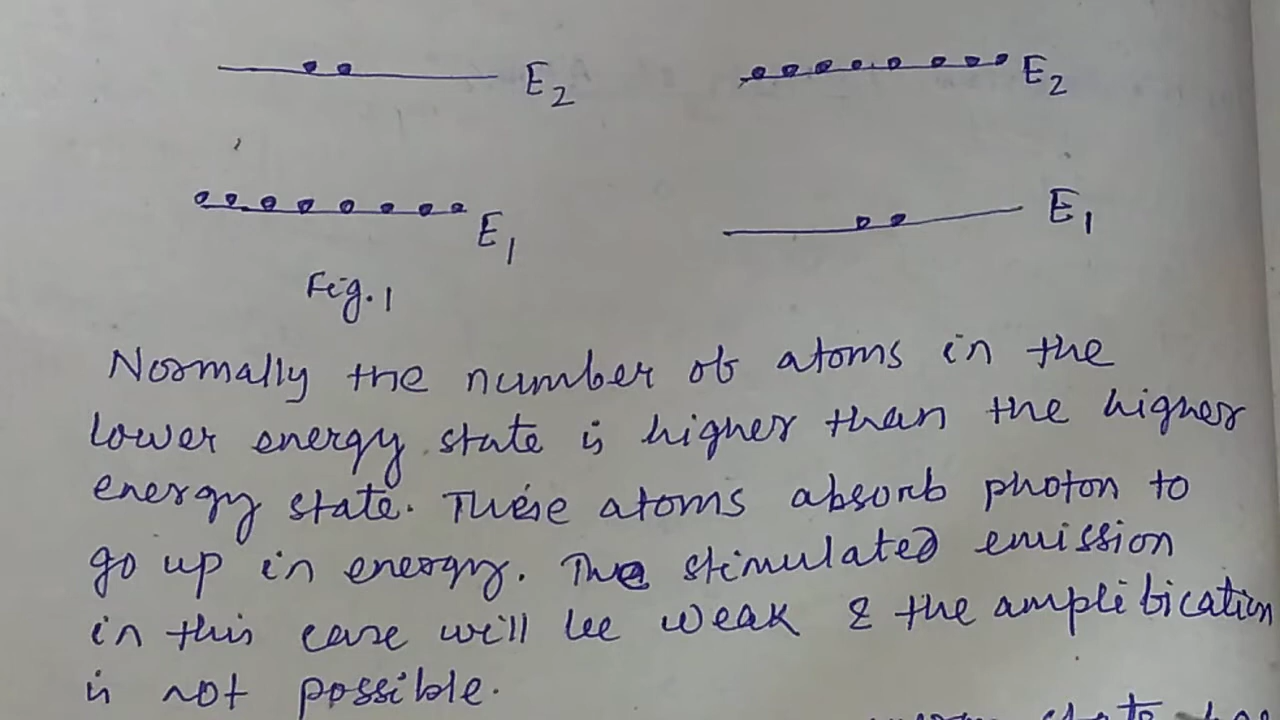 E2 E2
E1 E1
Fig.1
Normally the number of atoms in the
lower energy state is higher than the higher
energy state. These atoms absorb photon to
go up in energy. The stimulated emission
in this case will be weak & the amplification
is not possible.
state